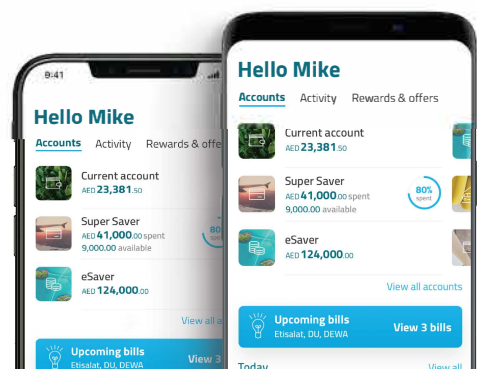 9:41
Hello Mike
Accounts Activity Rewards & offe
Current account
AED 23,381.50
Super Saver
AED 41,000.00 spent
9,000.00 available
80
eSaver
AED 124,000.00
View all a
Upcoming bills
Etisalat, DU, DEWA
View 3
Hello Mike
Accounts Activity Rewards & offers
Current account
AED 23,381.50
Super Saver
AED 41,000.00 spent
9,000.00 available
80%
spent
eSaver
AED 124,000.00
View all accounts
Upcoming bills
Etisalat, DU, DEWA
View 3 bills
Today View all